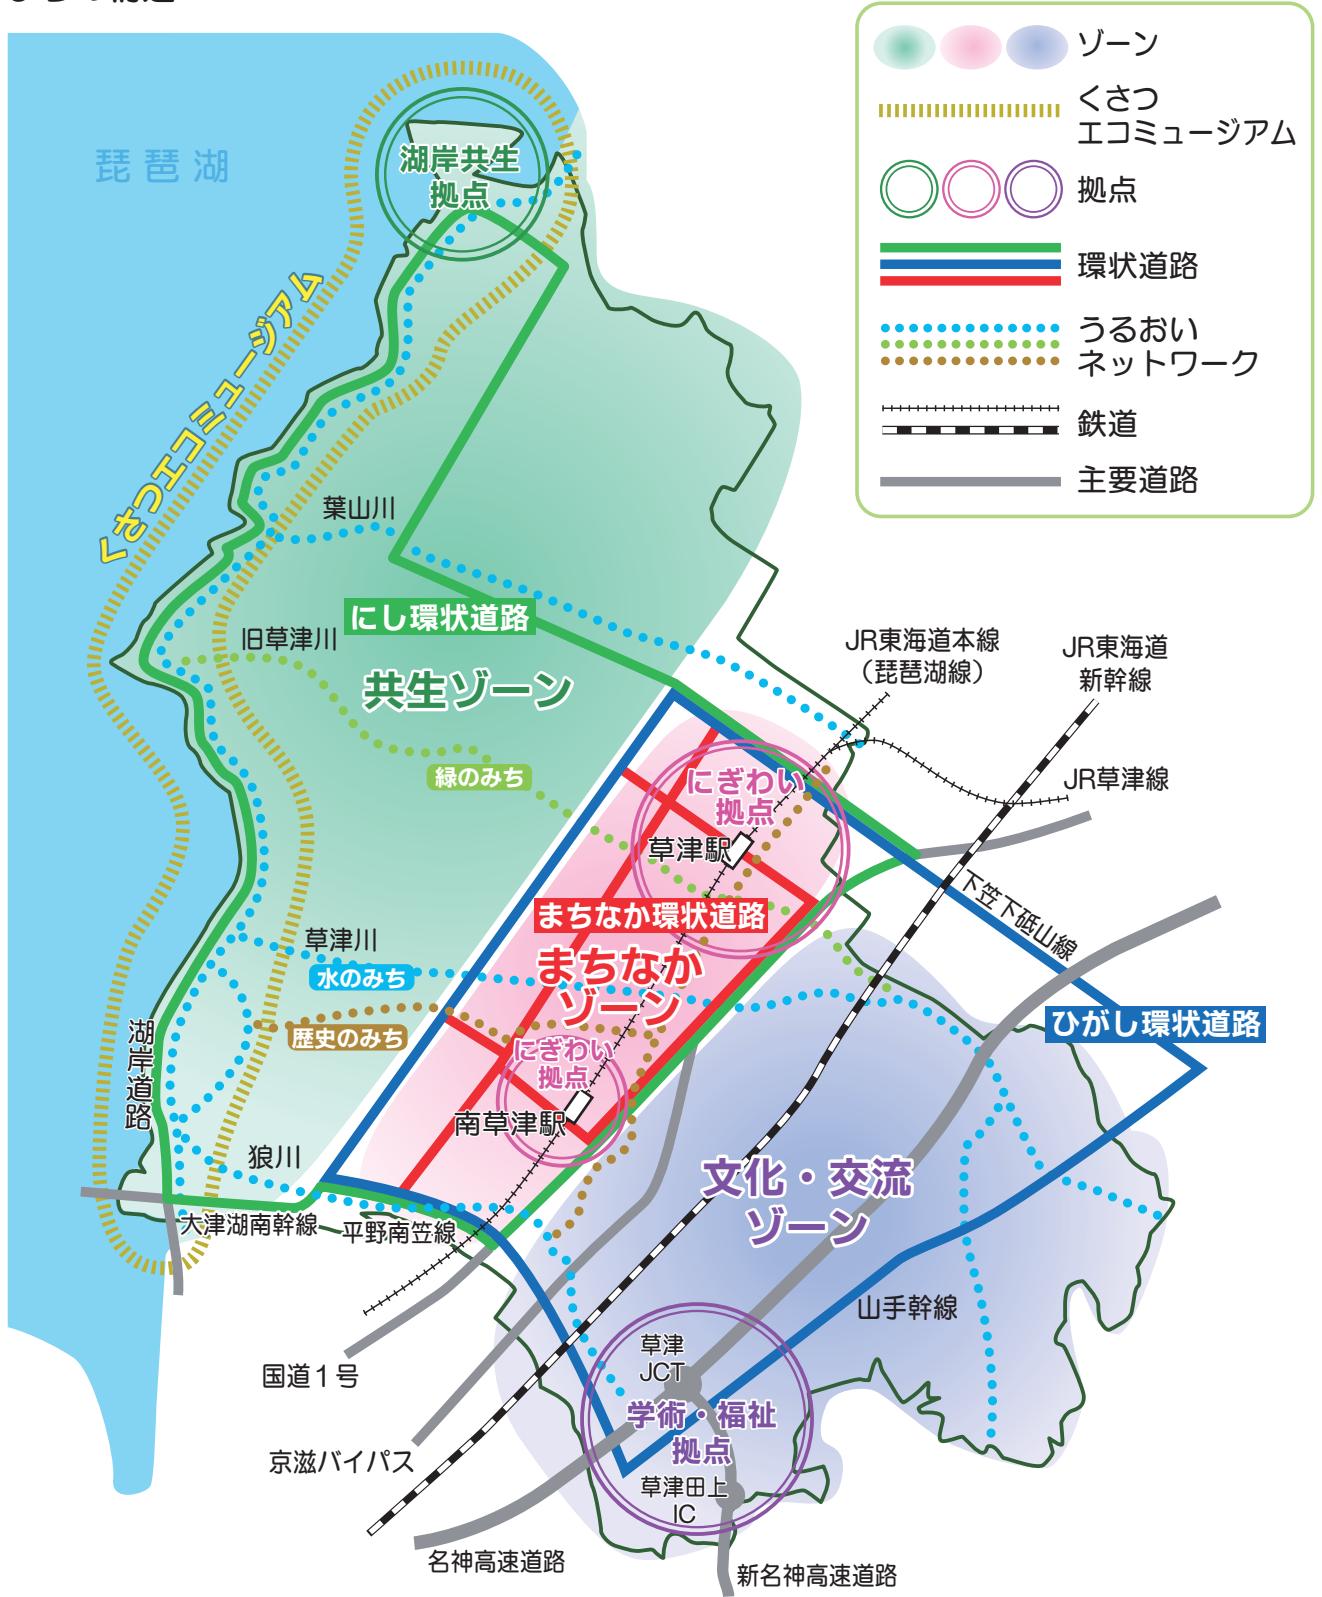 ゾーン
くさつ
エコミュージアム
拠点
環状道路
うるおい
ネットワーク
鉄道
主要道路
琵琶湖
湖岸共生
拠点
くさつエコミュージアム
葉山川
にし環状道路
旧草津川
共生ゾーン
緑のみち
JR東海道本線
（琵琶湖線）
JR東海道
新幹線
JR草津線
にぎわい
拠点
草津駅
下笠下砥山線
まちなか環状道路
まちなか
ゾーン
草津川
水のみち
歴史のみち
湖岸道路
ひがし環状道路
にぎわい
拠点
南草津駅
狼川
大津湖南幹線
平野南笠線
文化・交流
ゾーン
山手幹線
国道１号
京滋バイパス
草津
JCT
学術・福祉
拠点
草津田上
IC
名神高速道路
新名神高速道路